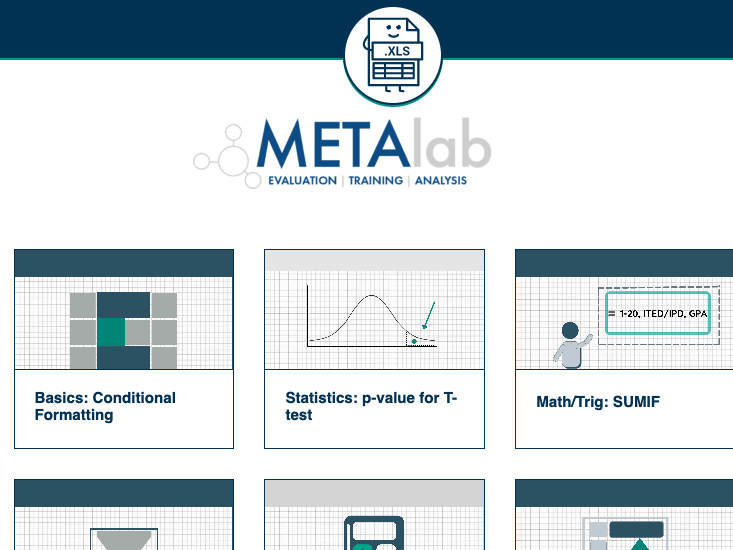 .XLS
METAlab
EVALUATION | TRAINING | ANALYSIS
= 1-20, ITED/IPD, GPA
Basics: Conditional
Formatting
Statistics: p-value for T-
test
Math/Trig: SUMIF